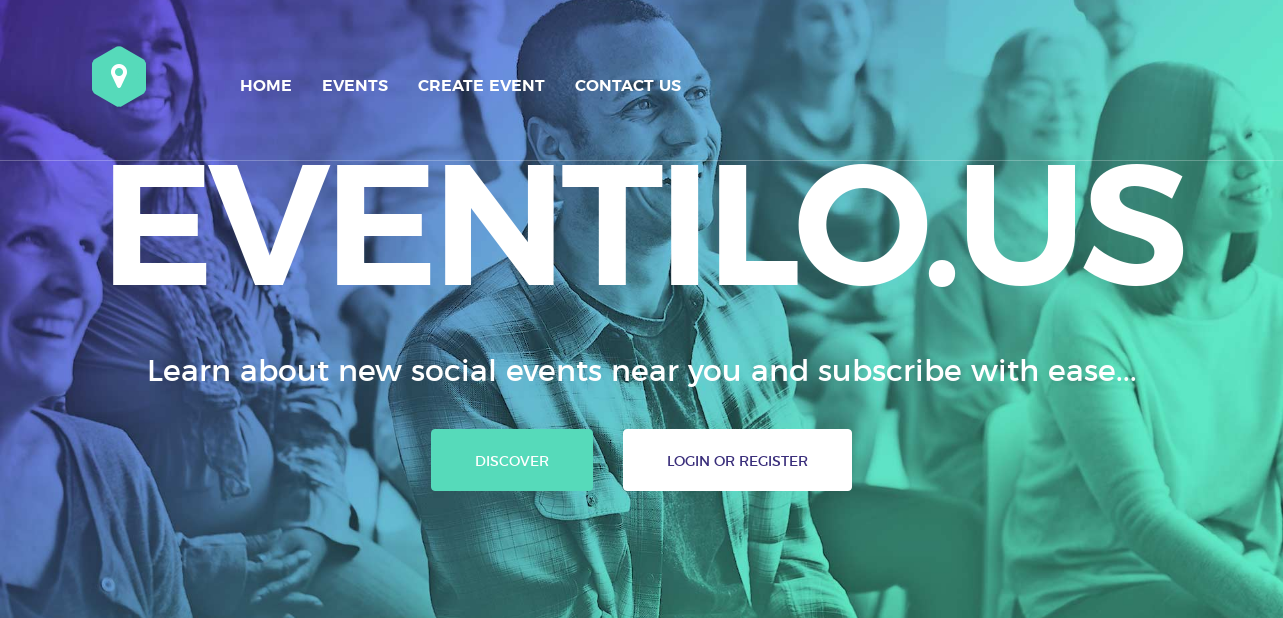 HOME EVENTS CREATE EVENT CONTACT US
EVENTILO.US
Learn about new social events near you and subscribe with ease...
DISCOVER LOGIN OR REGISTER